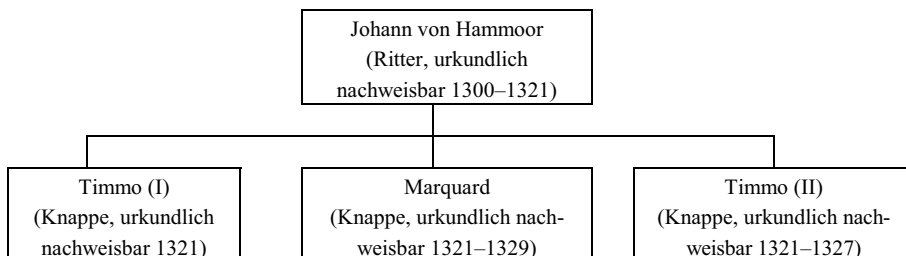 Johann von Hammoor
(Ritter, urkundlich
nachweisbar 1300–1321)
Timmo (I)
(Knappe, urkundlich
nachweisbar 1321)
Marquard
(Knappe, urkundlich nach-
weisbar 1321–1329)
Timmo (II)
(Knappe, urkundlich nach-
weisbar 1321–1327)